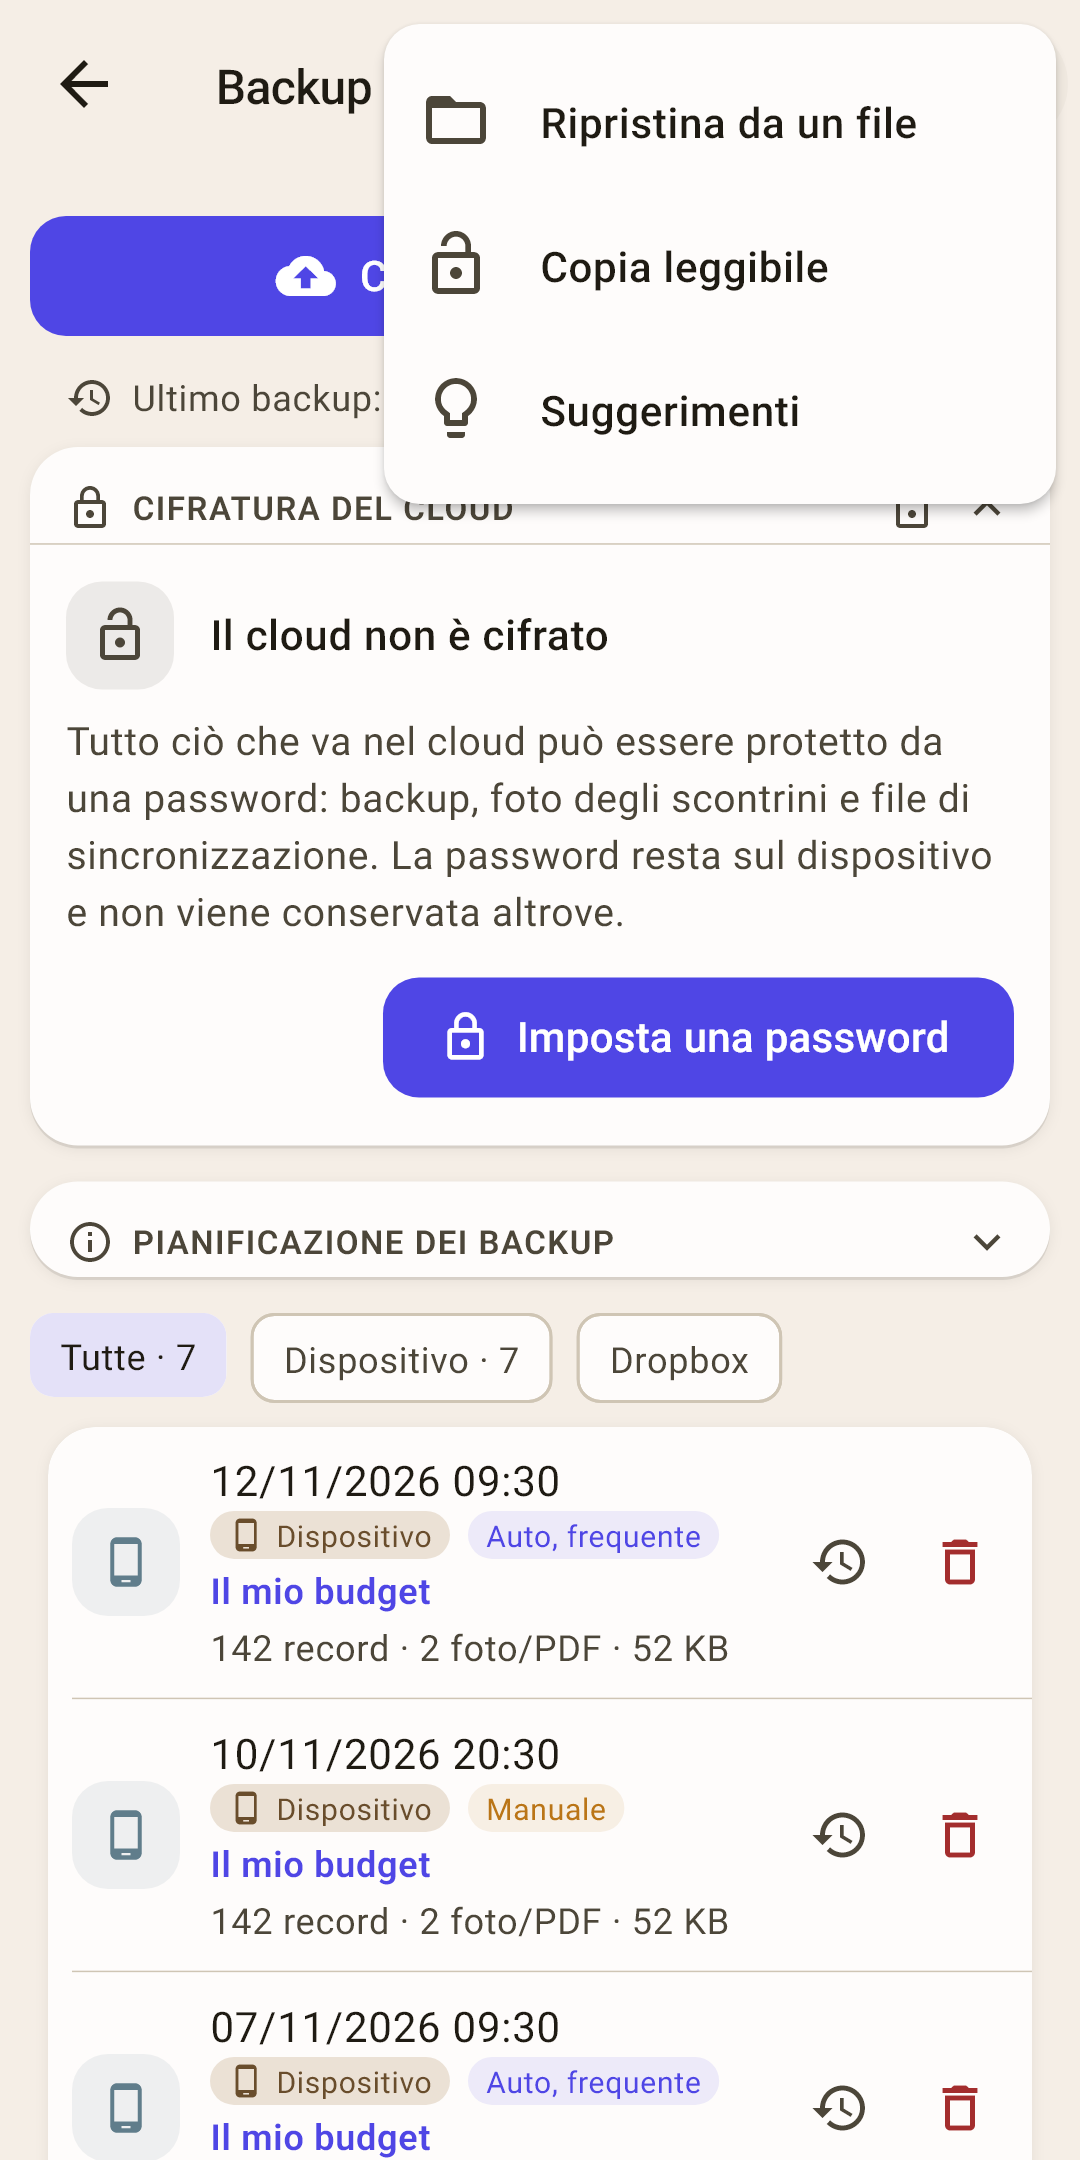 Backup
Ripristina da un file
Copia leggibile
Suggerimenti
Ultimo backup:
CIFRATURA DEL CLOUD
Il cloud non è cifrato
Tutto ciò che va nel cloud può essere protetto da
una password: backup, foto degli scontrini e file di
sincronizzazione. La password resta sul dispositivo
e non viene conservata altrove.
Imposta una password
PIANIFICAZIONE DEI BACKUP
Tutte · 7
Dispositivo · 7
Dropbox
12/11/2026 09:30
Dispositivo
Auto, frequente
Il mio budget
142 record · 2 foto/PDF · 52 KB
10/11/2026 20:30
Dispositivo
Manuale
Il mio budget
142 record · 2 foto/PDF · 52 KB
07/11/2026 09:30
Dispositivo
Auto, frequente
Il mio budget